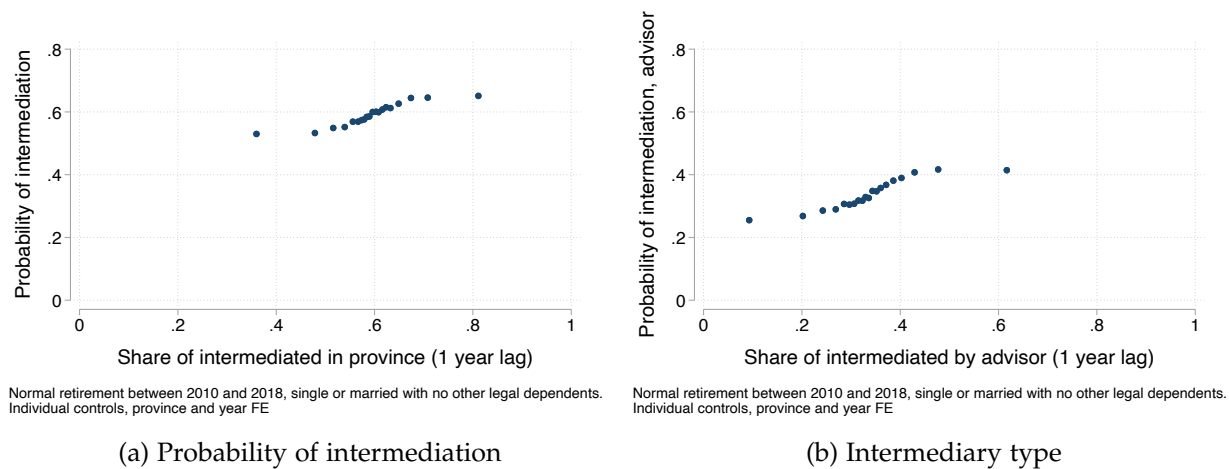 Probability of intermediation
.8
.6
.4
.2
0
0 .2 .4 .6 .8 1
Share of intermediated in province (1 year lag)
Normal retirement between 2010 and 2018, single or married with no other legal dependents.
Individual controls, province and year FE
(a) Probability of intermediation
Probability of intermediation, advisor
.8
.6
.4
.2
0
0 .2 .4 .6 .8 1
Share of intermediated by advisor (1 year lag)
Normal retirement between 2010 and 2018, single or married with no other legal dependents.
Individual controls, province and year FE
(b) Intermediary type